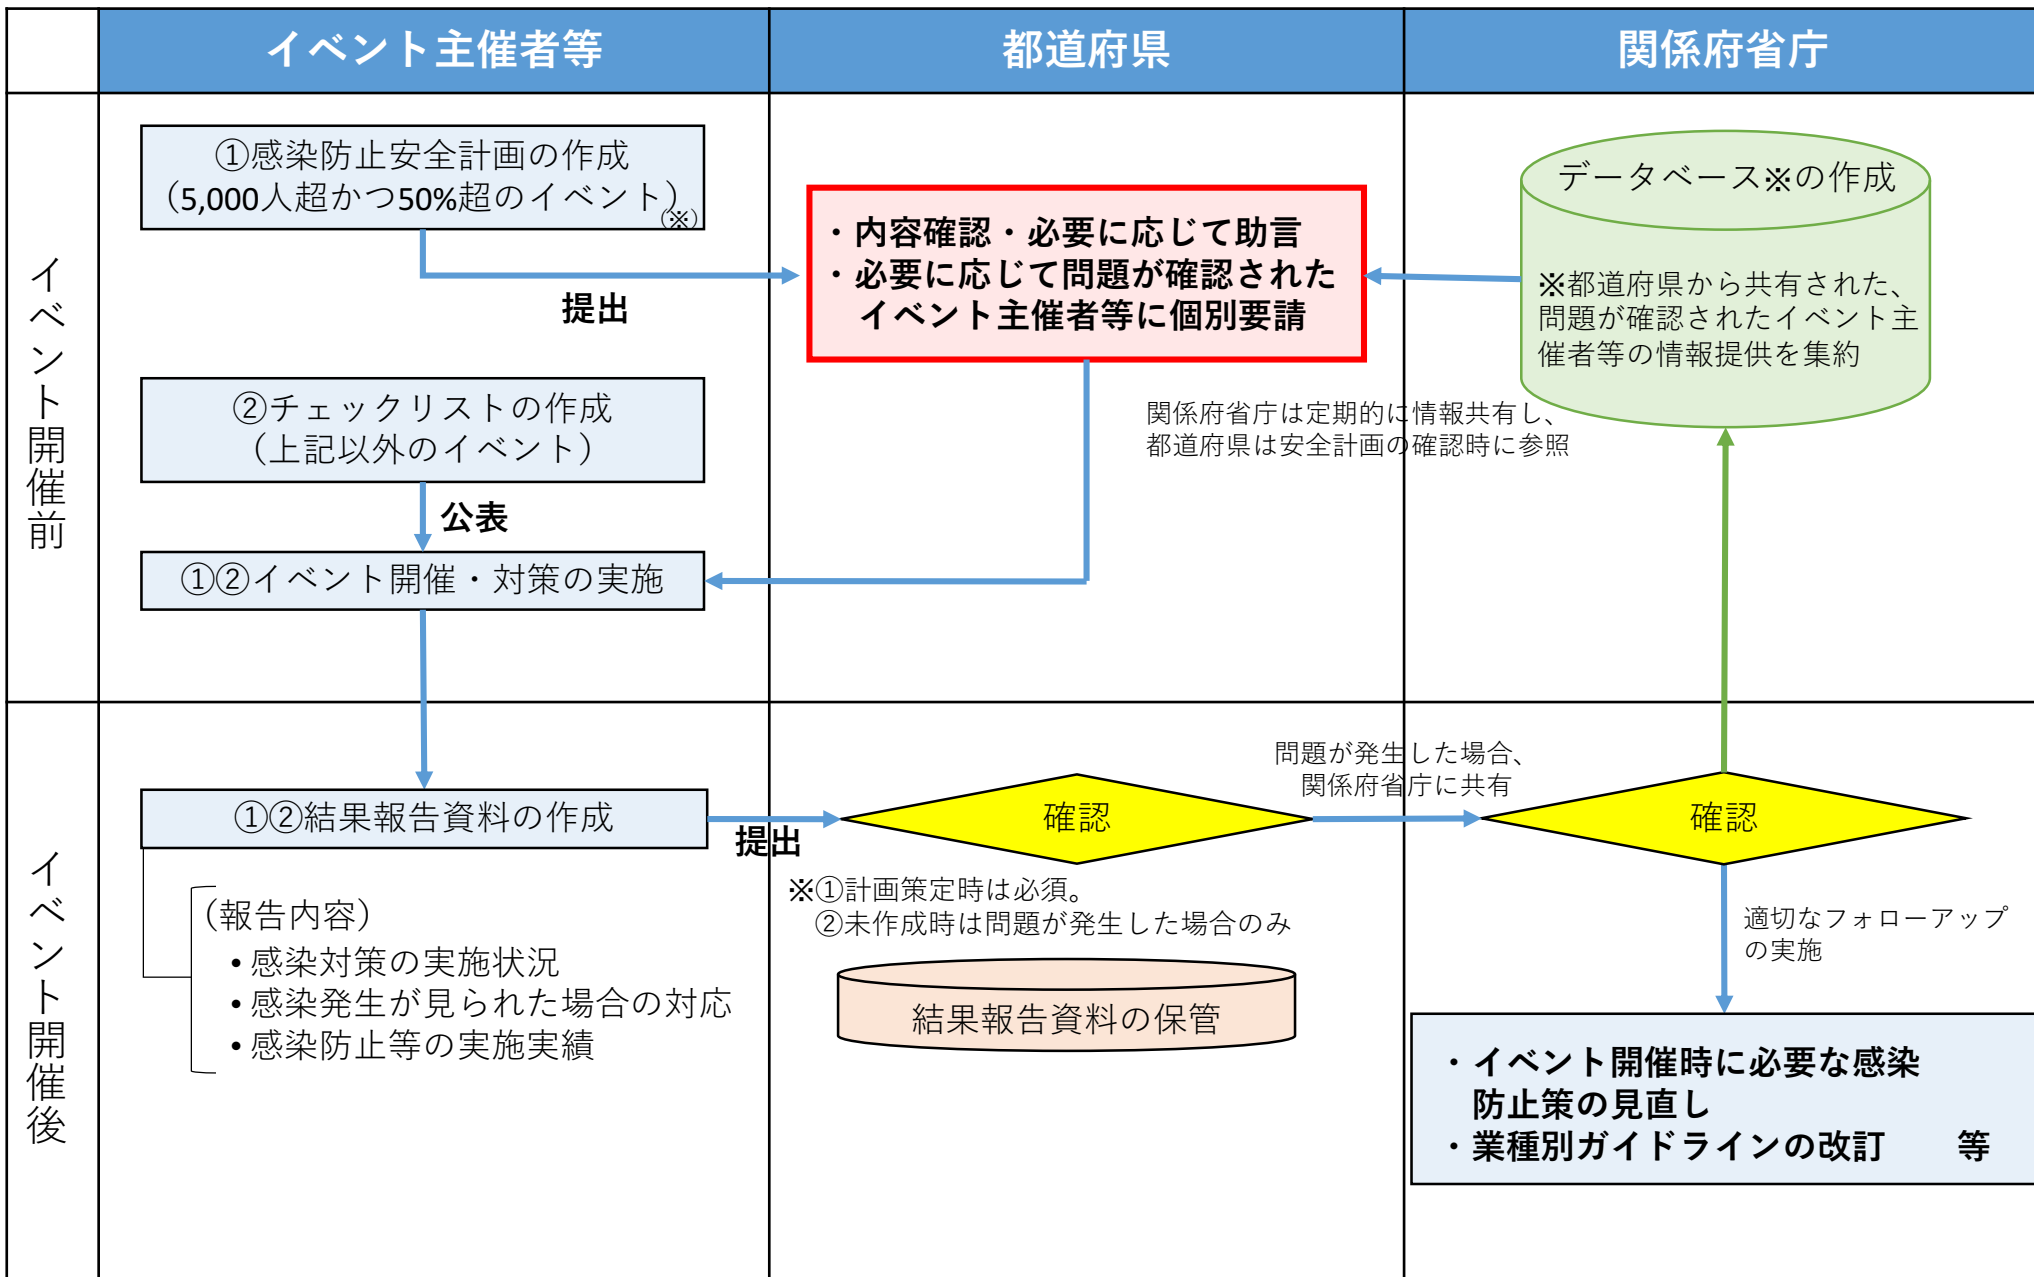 イベント主催者等
都道府県
関係府省庁
イベント開催前
①感染防止安全計画の作成
（5,000人超かつ50%超のイベント）
（※）
提出
・内容確認・必要に応じて助言
・必要に応じて問題が確認された
イベント主催者等に個別要請
データベース※の作成
※都道府県から共有された、
問題が確認されたイベント主
催者等の情報提供を集約
②チェックリストの作成
（上記以外のイベント）
関係府省庁は定期的に情報共有し、
都道府県は安全計画の確認時に参照
公表
①②イベント開催・対策の実施
イベント開催後
①②結果報告資料の作成
提出
確認
問題が発生した場合、
関係府省庁に共有
確認
（報告内容）
• 感染対策の実施状況
• 感染発生が見られた場合の対応
• 感染防止等の実施実績
※①計画策定時は必須。
②未作成時は問題が発生した場合のみ
結果報告資料の保管
適切なフォローアップ
の実施
・イベント開催時に必要な感染
防止策の見直し
・業種別ガイドラインの改訂　　等